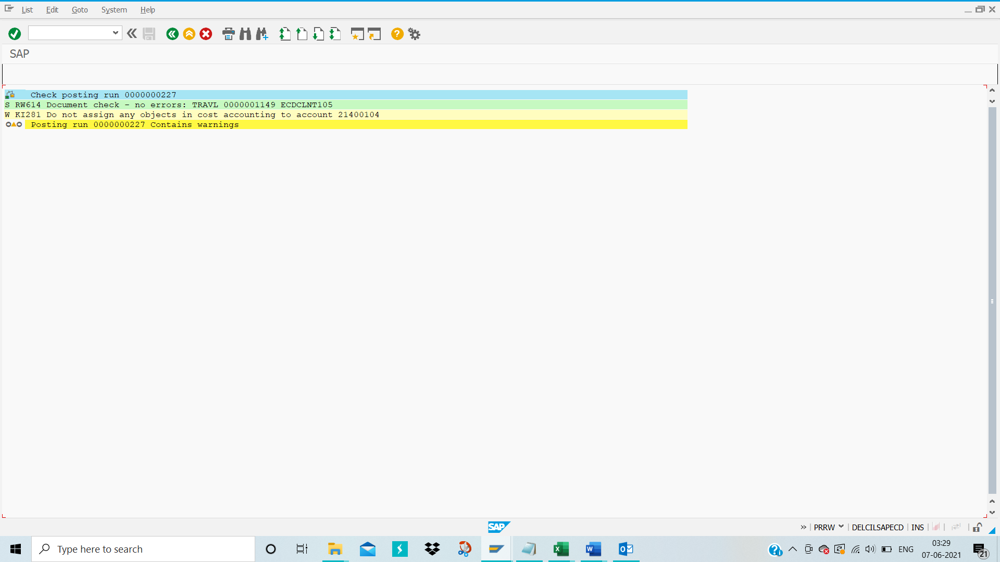 List Edit Goto System Help
SAP
Check posting run 0000000227
S RW614 Document check - no errors: TRAVL 0000001149 ECDCLNT105
W KI281 Do not assign any objects in cost accounting to account 21400104
Posting run 0000000227 Contains warnings
SAP
» PRRW DELCILSAPECD INS
Type here to search
ENG
03:29
07-06-2021
21